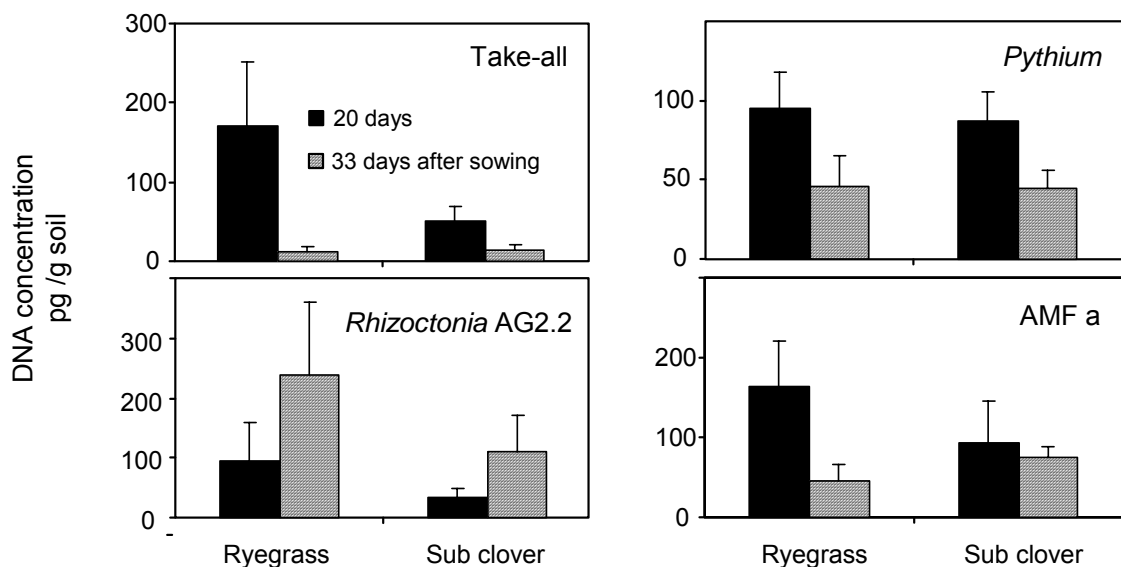 DNA concentration
pg /g soil
300
200
100
0
Take-all
20 days
33 days after sowing
100
50
0
Pythium
300
200
100
0
-
Rhizoctonia AG2.2
Ryegrass
Sub clover
200
100
0
AMF a
Ryegrass
Sub clover